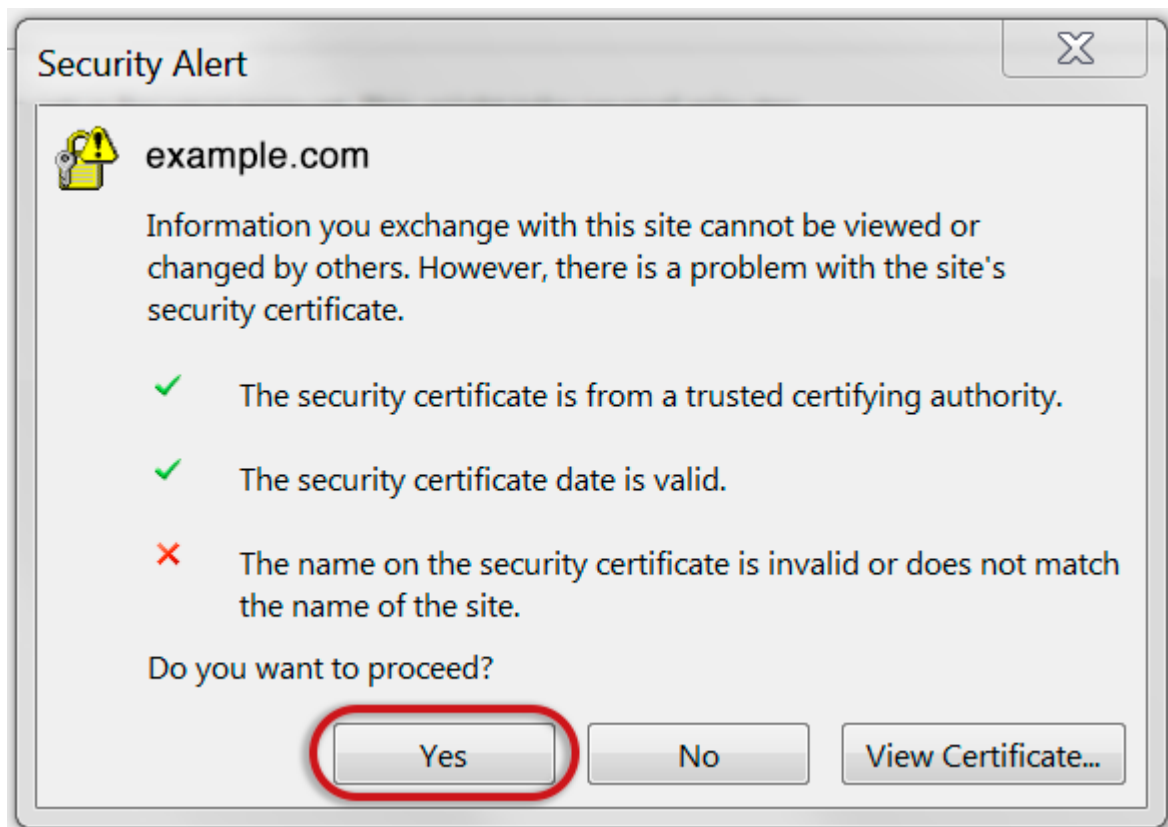 Security Alert
example.com
Information you exchange with this site cannot be viewed or
changed by others. However, there is a problem with the site's
security certificate.
The security certificate is from a trusted certifying authority.
The security certificate date is valid.
The name on the security certificate is invalid or does not match
the name of the site.
Do you want to proceed?
Yes No View Certificate...